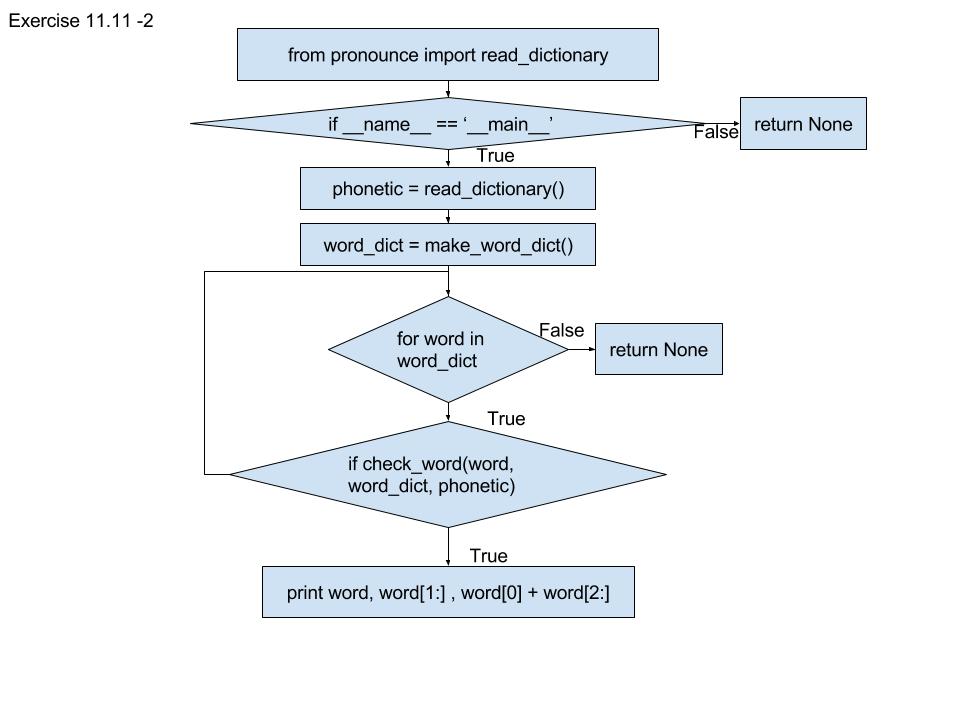 Exercise 11.11 -2
from pronounce import read_dictionary
if __name__ == ‘__main__’
False
return None
True
phonetic = read_dictionary()
word_dict = make_word_dict()
for word in
word_dict
False
return None
True
if check_word(word,
word_dict, phonetic)
True
print word, word[1:] , word[0] + word[2:]